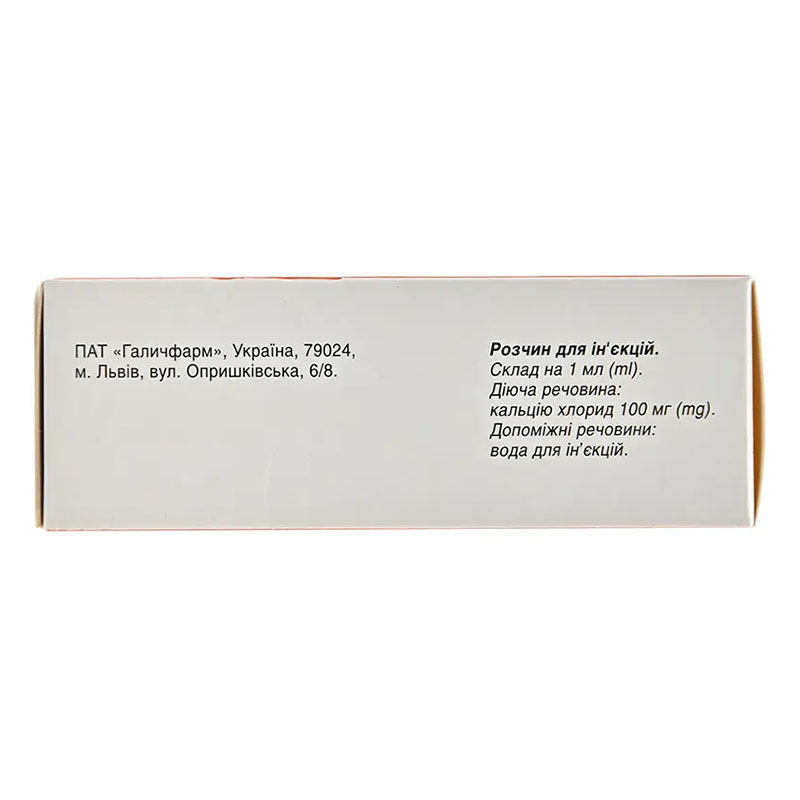 ПАТ «Галичфарм», Україна, 79024,
м. Львів, вул. Опришківська, 6/8.
Розчин для ін'єкцій.
Склад на 1 мл (ml).
Діюча речовина:
кальцію хлорид 100 мг (mg).
Допоміжні речовини:
вода для ін'єкцій.